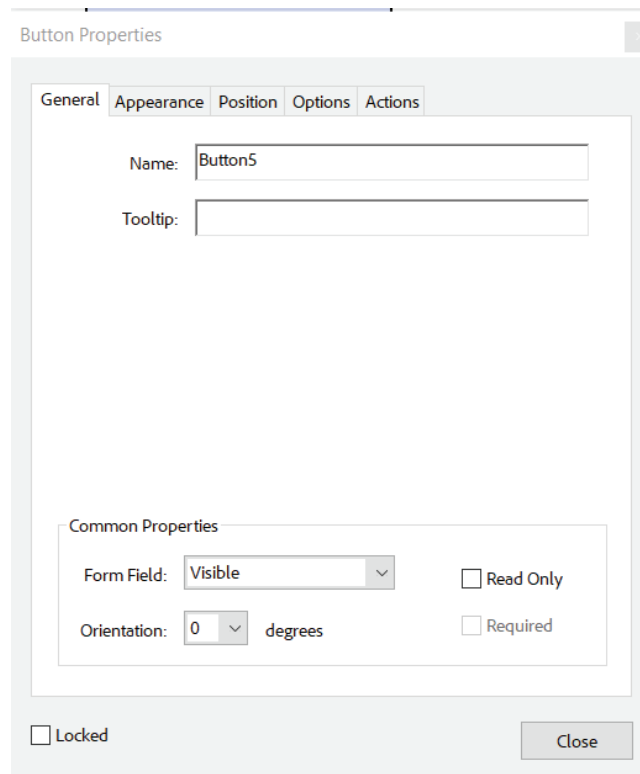 Button Properties
General Appearance Position Options Actions
Name: Button5
Tooltip:
Common Properties
Form Field: Visible
Read Only
Orientation: 0 degrees
Required
Locked
Close